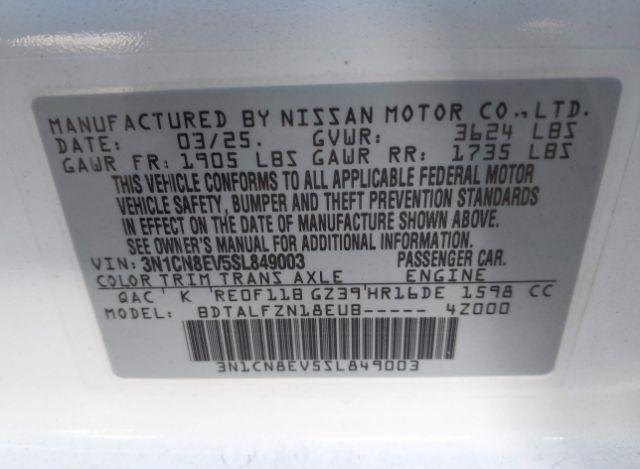 MANUFACTURED BY NISSAN MOTOR CO., LTD.
DATE: 03/25. GVWR: 3624 LBS
GAWR FR: 1905 LBS GAWR RR: 1735 LBS
THIS VEHICLE CONFORMS TO ALL APPLICABLE FEDERAL MOTOR
VEHICLE SAFETY, BUMPER AND THEFT PREVENTION STANDARDS
IN EFFECT ON THE DATE OF MANUFACTURE SHOWN ABOVE.
SEE OWNER'S MANUAL FOR ADDITIONAL INFORMATION.
VIN: 3N1CN8EV5SL849003 PASSENGER CAR.
COLOR TRIM TRANS AXLE ENGINE
QAC K RE0F11B GZ39 HR16DE 1598 CC
MODEL: BDTALFZN18EUB----- 4Z000
3N1CN8EV5SL849003